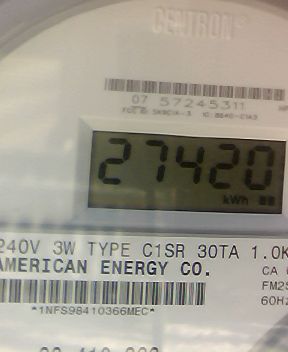 CENTRON
07 57245311
27420
kWh
240V 3W TYPE C1SR 30TA 1.0K
AMERICAN ENERGY CO.
CA
FM2S
60Hz
*1NFS98410366MEC*